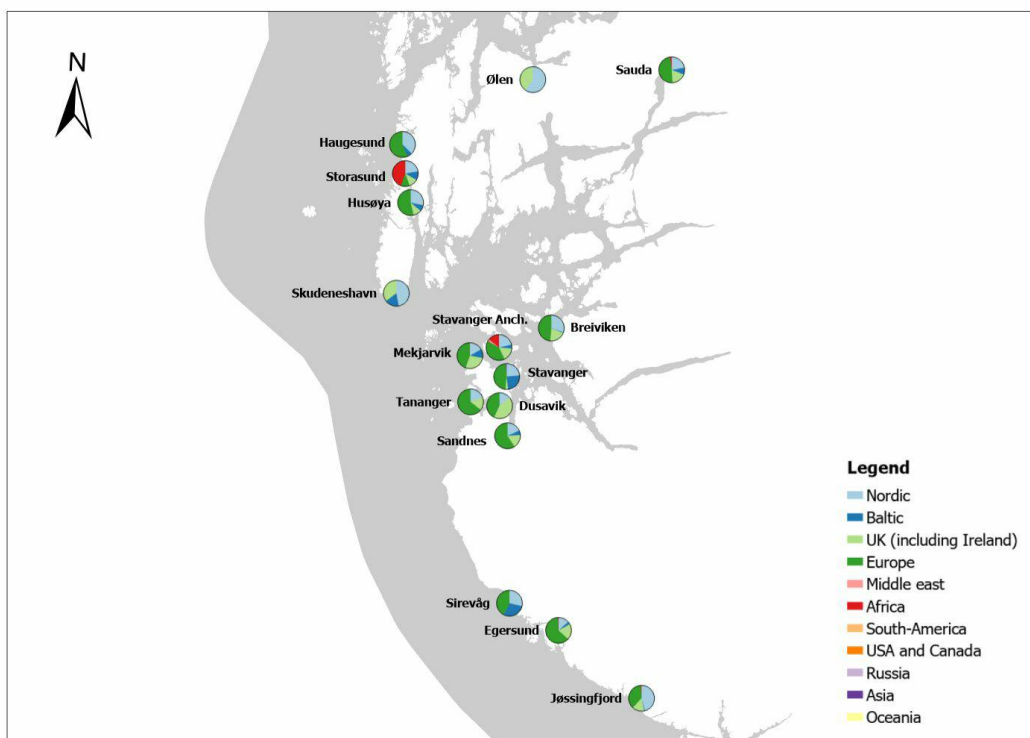 N
Ølen
Sauda
Haugesund
Storasund
Husøya
Skudeneshavn
Stavanger Anch.
Breiviken
Mekjarvik
Stavanger
Tananger
Dusavik
Sandnes
Sirevåg
Egersund
Jøssingfjord
Legend
Nordic
Baltic
UK (including Ireland)
Europe
Middle east
Africa
South-America
USA and Canada
Russia
Asia
Oceania